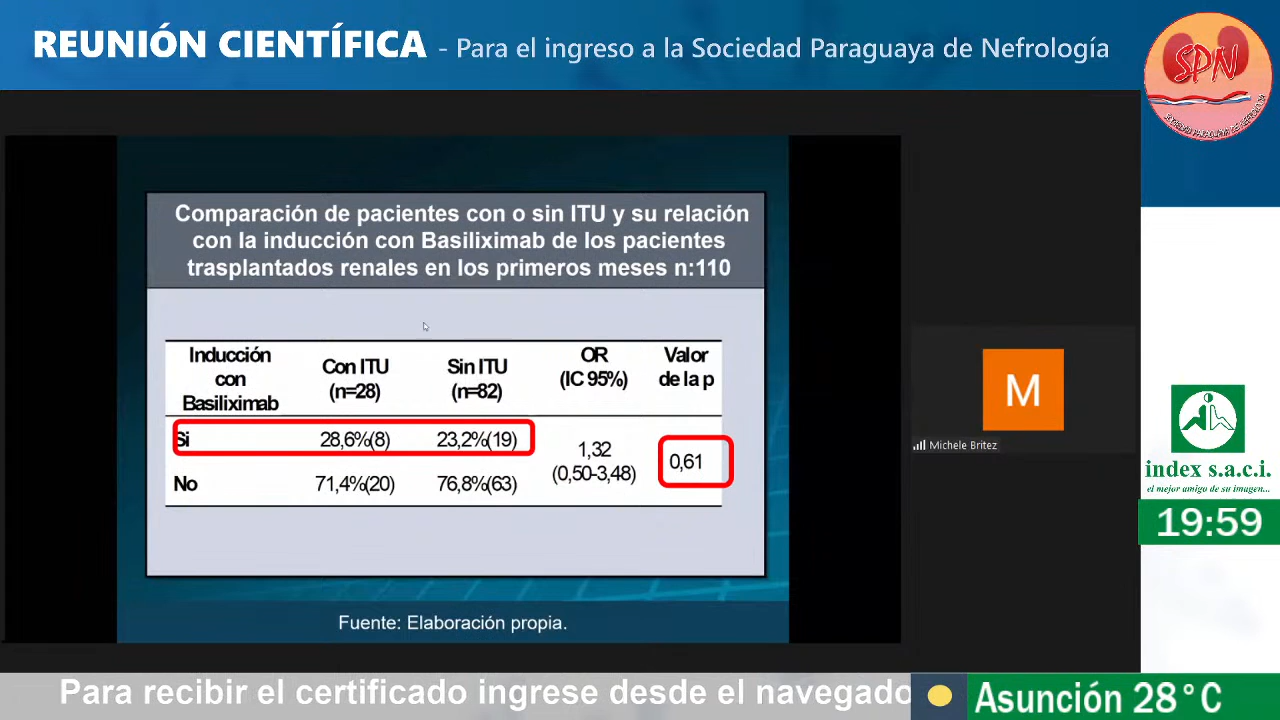 REUNIÓN CIENTÍFICA - Para el ingreso a la Sociedad Paraguaya de Nefrología
SPN
SOCIEDAD PARAGUAYA DE NEFROLOGIA
Comparación de pacientes con o sin ITU y su relación
con la inducción con Basiliximab de los pacientes
trasplantados renales en los primeros meses n:110
Inducción con Basiliximab
Con ITU (n=28)
Sin ITU (n=82)
OR (IC 95%)
Valor de la p
Si 28,6%(8) 23,2%(19)
1,32 (0,50-3,48)
0,61
No 71,4%(20) 76,8%(63)
Fuente: Elaboración propia.
M
Michele Britez
index s.a.c.i.
el mejor amigo de su imagen...
19:59
Para recibir el certificado ingrese desde el navegado
Asunción 28°C